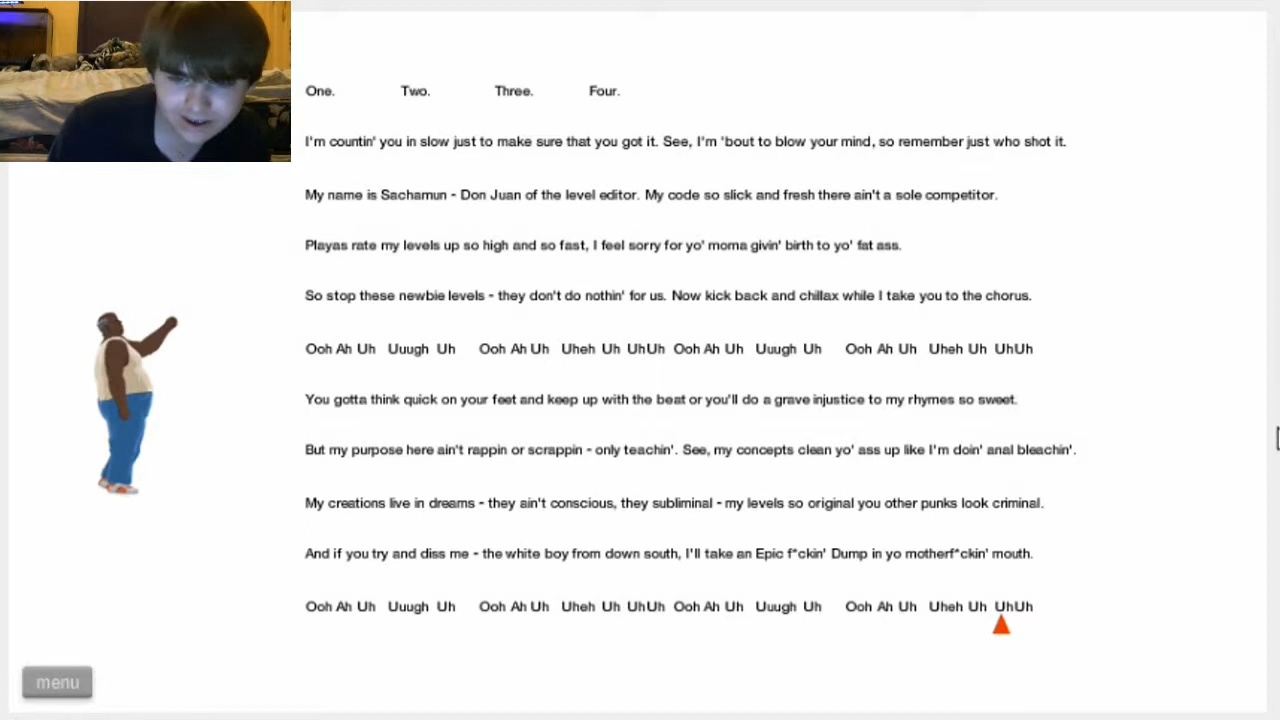 One. Two. Three. Four.
I'm countin' you in slow just to make sure that you got it. See, I'm 'bout to blow your mind, so remember just who shot it.
My name is Sachamun - Don Juan of the level editor. My code so slick and fresh there ain't a sole competitor.
Playas rate my levels up so high and so fast, I feel sorry for yo' moma givin' birth to yo' fat ass.
So stop these newbie levels - they don't do nothin' for us. Now kick back and chillax while I take you to the chorus.
Ooh Ah Uh Uuugh Uh Ooh Ah Uh Uheh Uh UhUh Ooh Ah Uh Uuugh Uh Ooh Ah Uh Uheh Uh UhUh
You gotta think quick on your feet and keep up with the beat or you'll do a grave injustice to my rhymes so sweet.
But my purpose here ain't rappin or scrappin - only teachin'. See, my concepts clean yo' ass up like I'm doin' anal bleachin'.
My creations live in dreams - they ain't conscious, they subliminal - my levels so original you other punks look criminal.
And if you try and diss me - the white boy from down south, I'll take an Epic f*ckin' Dump in yo motherf*ckin' mouth.
Ooh Ah Uh Uuugh Uh Ooh Ah Uh Uheh Uh UhUh Ooh Ah Uh Uuugh Uh Ooh Ah Uh Uheh Uh UhUh
menu